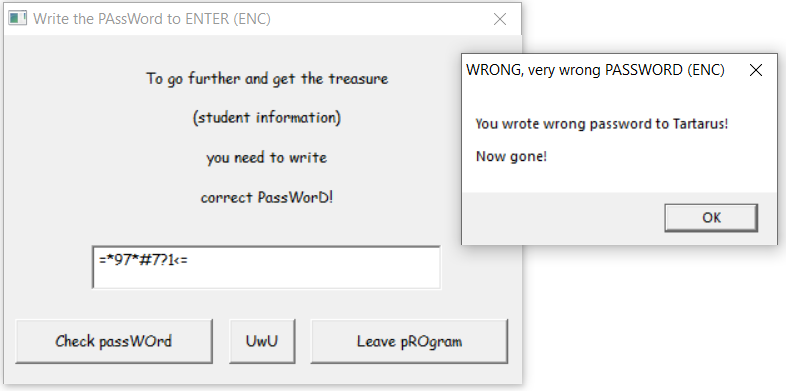 Write the PAssWord to ENTER (ENC)
To go further and get the treasure
(student information)
you need to write
correct PassWorD!
=*97*#7?1<=
Check passWOrd
UwU
Leave pROgram
WRONG, very wrong PASSWORD (ENC)
You wrote wrong password to Tartarus!
Now gone!
OK